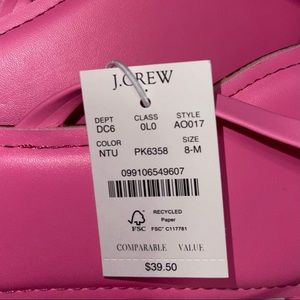 J.CREW
DEPT CLASS STYLE
DC6 0L0 AO017
COLOR SIZE
NTU PK6358 8-M
099106549607
FSC RECYCLED
Paper
FSC® C117781
COMPARABLE VALUE
$39.50